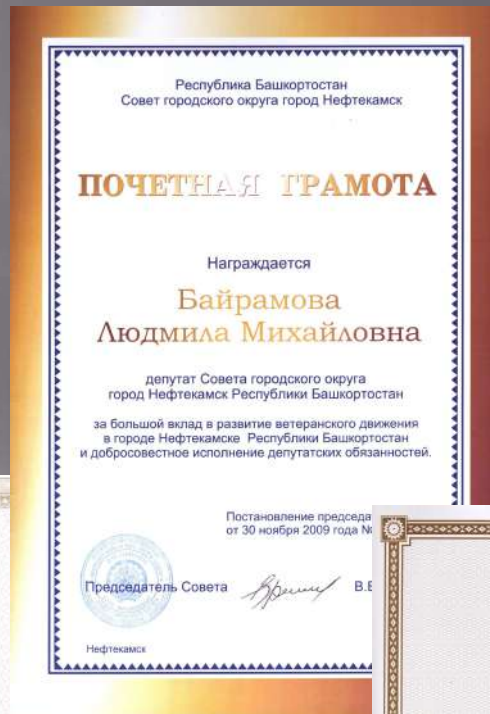 Республика Башкортостан
Совет городского округа город Нефтекамск
ПОЧЕТНАЯ ГРАМОТА
Награждается
Байрамова
Людмила Михайловна
депутат Совета городского округа
город Нефтекамск Республики Башкортостан
за большой вклад в развитие ветеранского движения
в городе Нефтекамске Республики Башкортостан
и добросовестное исполнение депутатских обязанностей.
Постановление
от 30 ноября 2009 года №
Председатель Совета
Нефтекамск